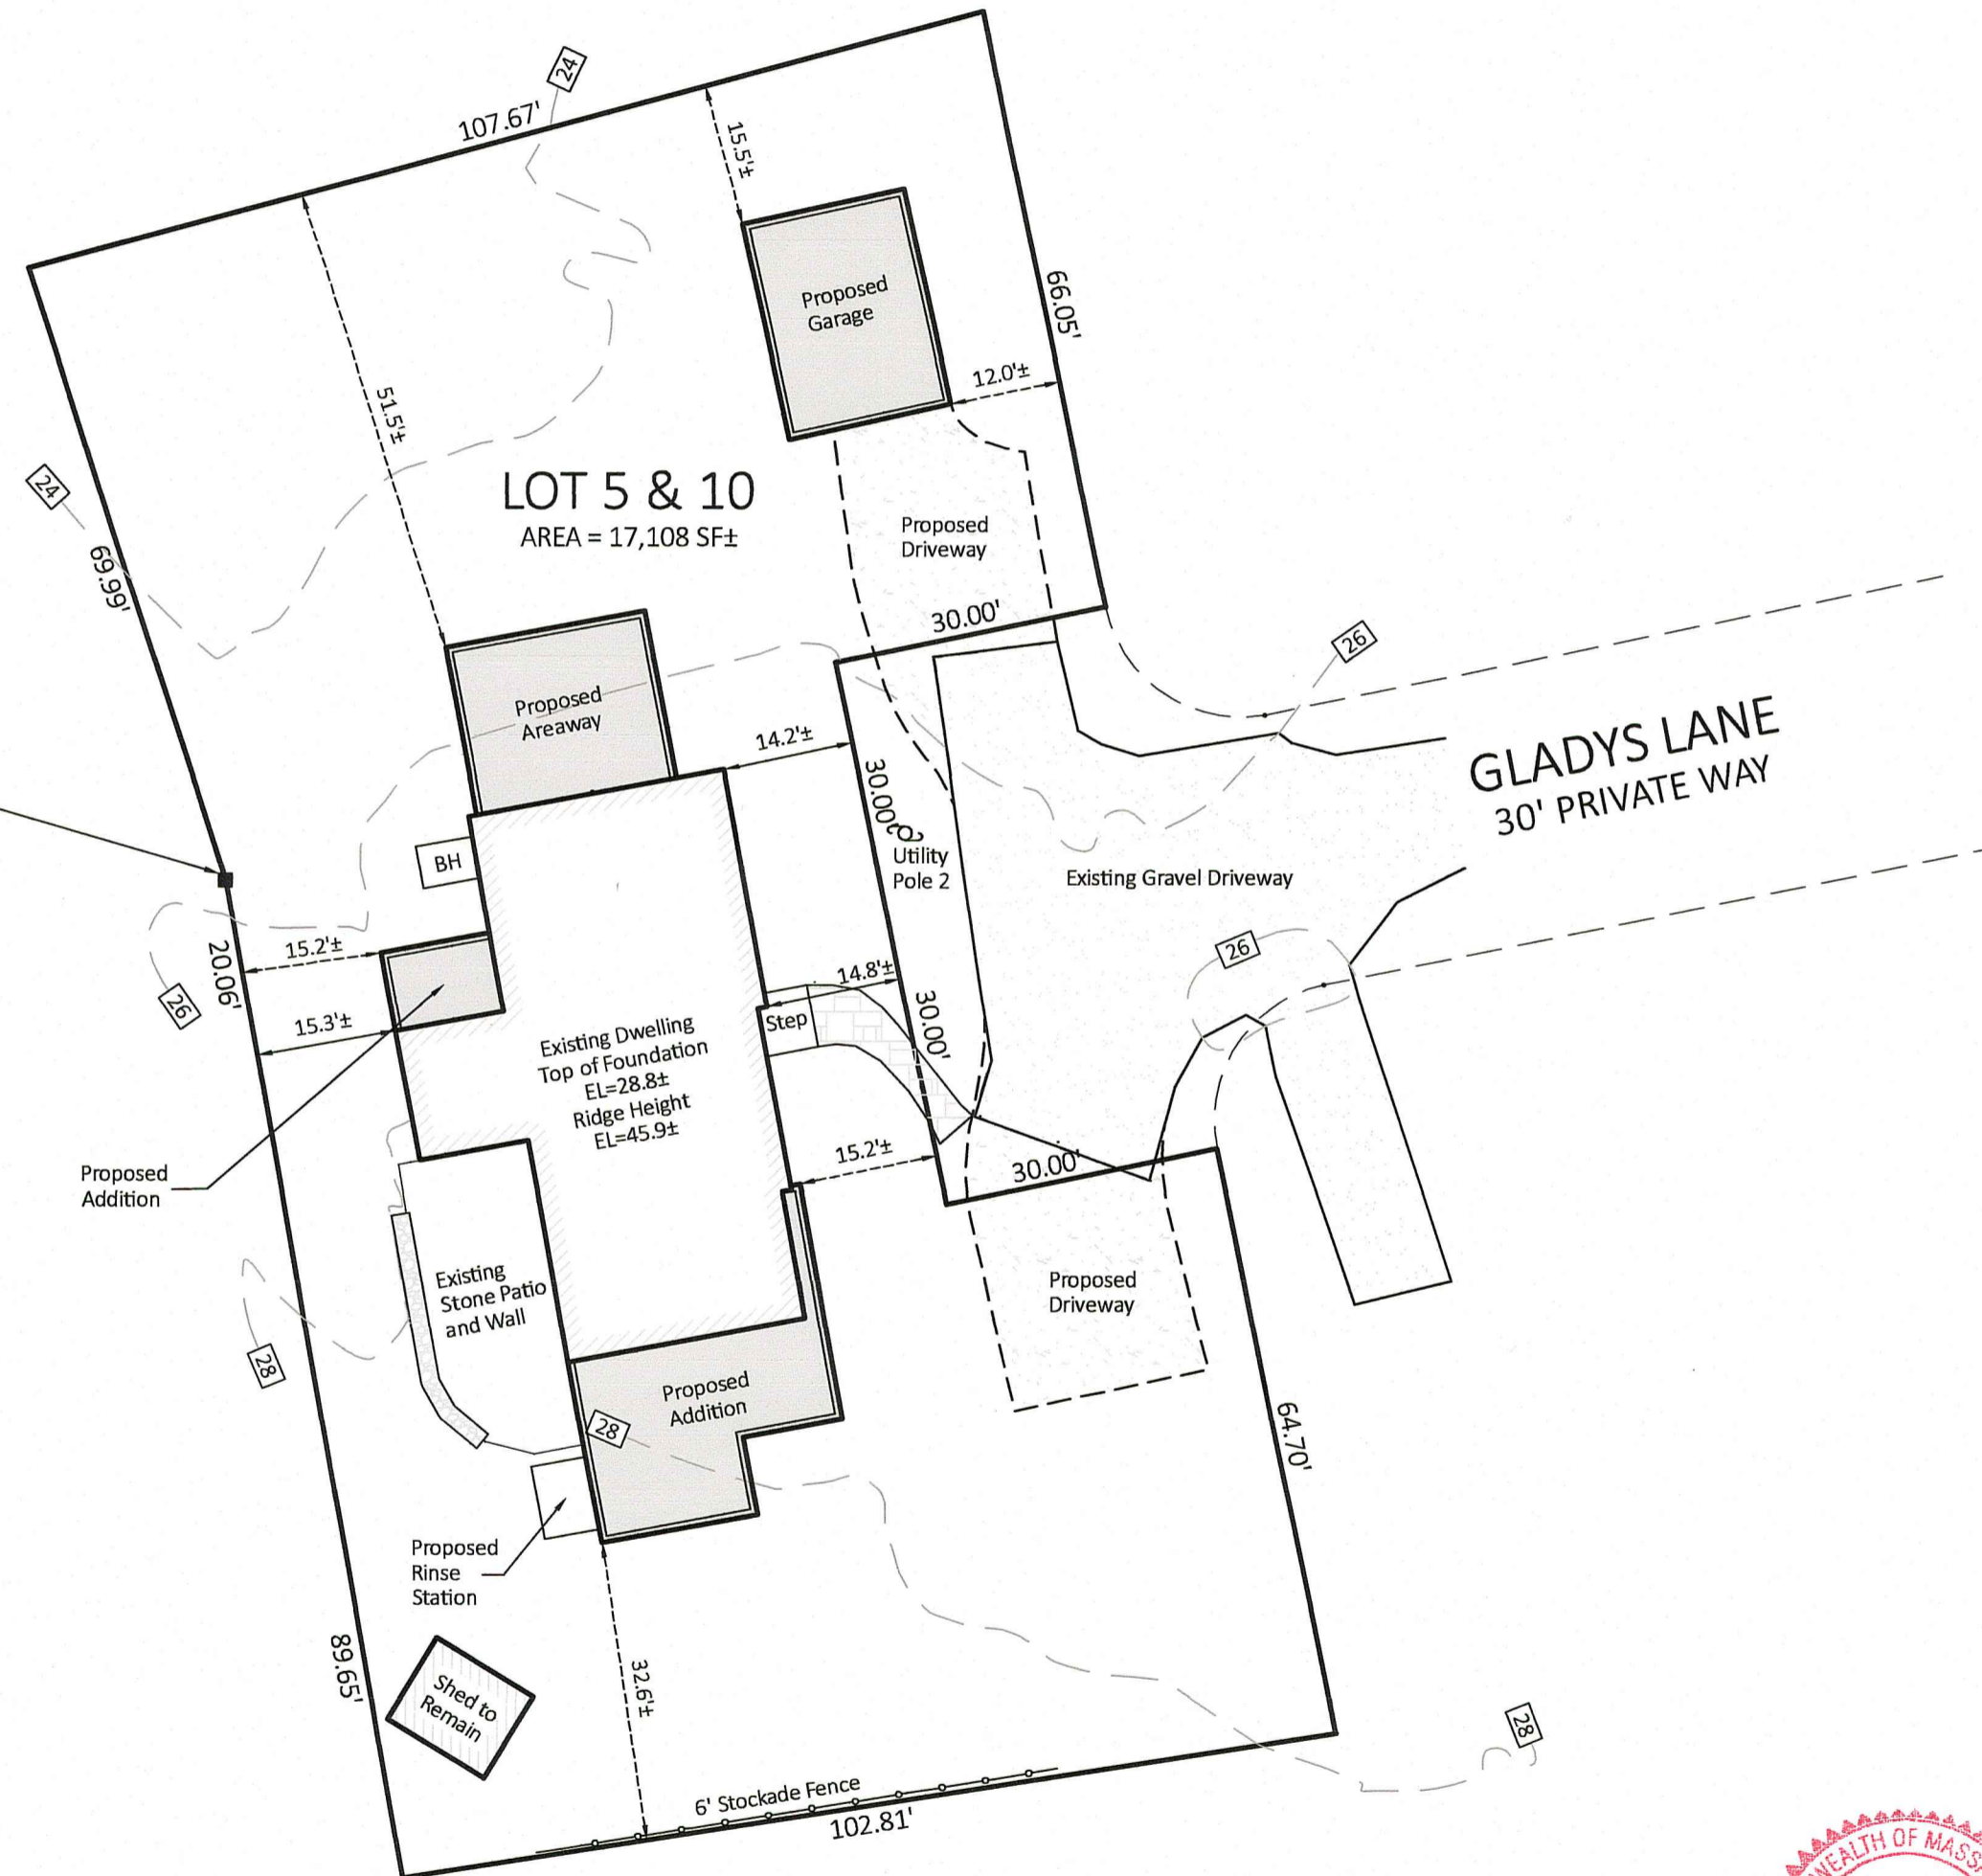 24
107.67'
15.5'±
Proposed
Garage
66.05'
12.0'±
51.5'±
24
LOT 5 & 10
AREA = 17,108 SF±
69.99'
Proposed
Driveway
30.00'
26
Proposed
Areaway
14.2'±
GLADYS LANE
30' PRIVATE WAY
30.00'
Utility
Pole 2
BH
Existing Gravel Driveway
15.2'±
20.06'
26
26
14.8'±
15.3'±
Step
30.00'
Existing Dwelling
Top of Foundation
EL=28.8±
Ridge Height
EL=45.9±
15.2'±
30.00'
Proposed
Addition
Existing
Stone Patio
and Wall
Proposed
Driveway
28
Proposed
Addition
28
64.70'
Proposed
Rinse
Station
89.65'
32.6'±
Shed to
Remain
28
6' Stockade Fence
102.81'
WEALTH OF MASS